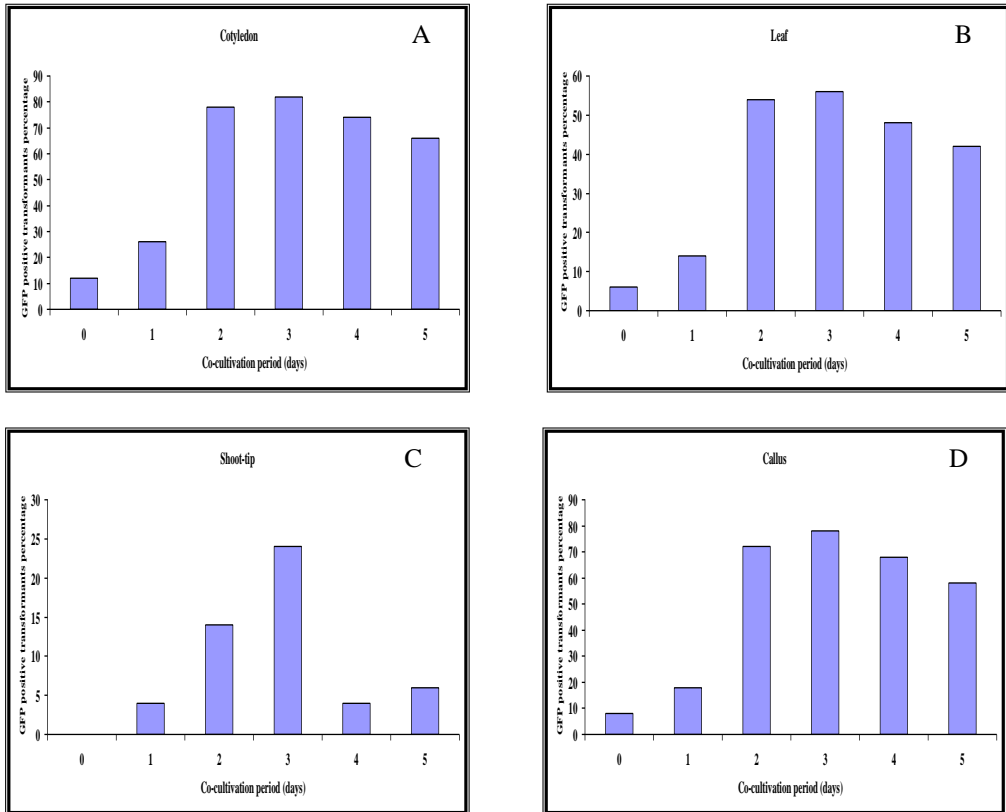 Cotyledon
A
GFP positive transformants percentage
90
80
70
60
50
40
30
20
10
0
0 1 2 3 4 5
Co-cultivation period (days)
Leaf
B
GFP positive transformants percentage
60
50
40
30
20
10
0
0 1 2 3 4 5
Co-cultivation period (days)
Shoot-tip
C
GFP positive transformants percentage
30
25
20
15
10
5
0
0 1 2 3 4 5
Co-cultivation period (days)
Callus
D
GFP positive transformants percentage
90
80
70
60
50
40
30
20
10
0
0 1 2 3 4 5
Co-cultivation period (days)